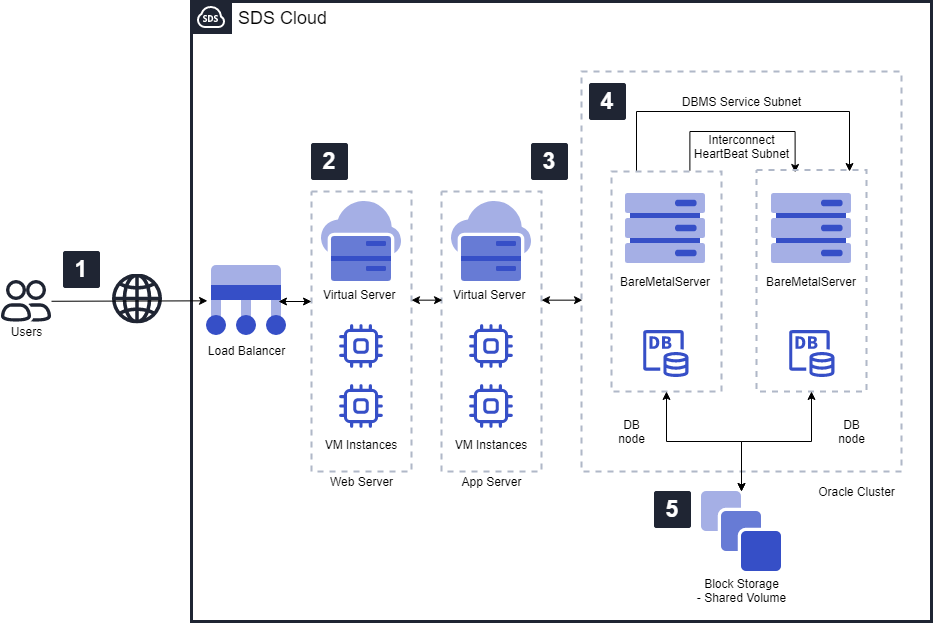 SDS
SDS Cloud
1
Users
Load Balancer
2
Virtual Server
VM Instances
Web Server
3
Virtual Server
VM Instances
App Server
4
DBMS Service Subnet
Interconnect
HeartBeat Subnet
BareMetalServer
BareMetalServer
DB
DB
DB
node
DB
node
Oracle Cluster
5
Block Storage
- Shared Volume